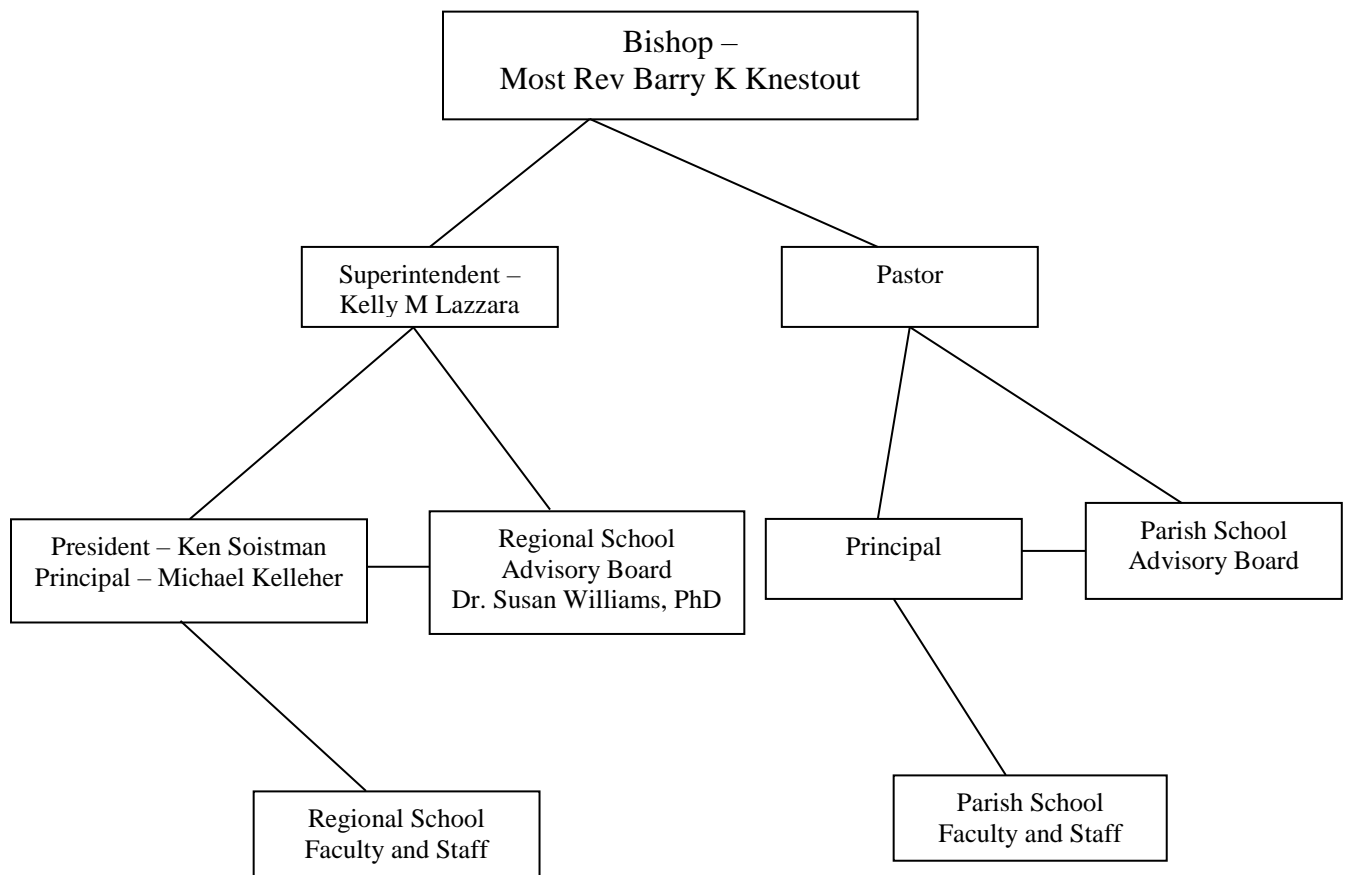 Bishop –
Most Rev Barry K Knestout
Superintendent –
Kelly M Lazzara
Pastor
President – Ken Soistman
Principal – Michael Kelleher
Regional School
Advisory Board
Dr. Susan Williams, PhD
Principal
Parish School
Advisory Board
Regional School
Faculty and Staff
Parish School
Faculty and Staff